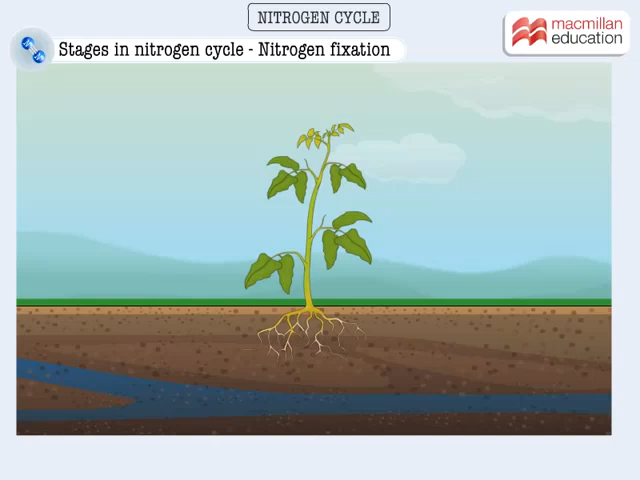 NITROGEN CYCLE
macmillan
education
Stages in nitrogen cycle - Nitrogen fixation